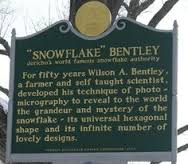 "SNOWFLAKE" BENTLEY
Jericho's world famous snowflake authority
For fifty years Wilson A. Bentley,
a farmer and self taught scientist,
developed his technique of photo-
micrography to reveal to the world
the grandeur and mystery of the
snowflake - its universal hexagonal
shape and its infinite number of
lovely designs.